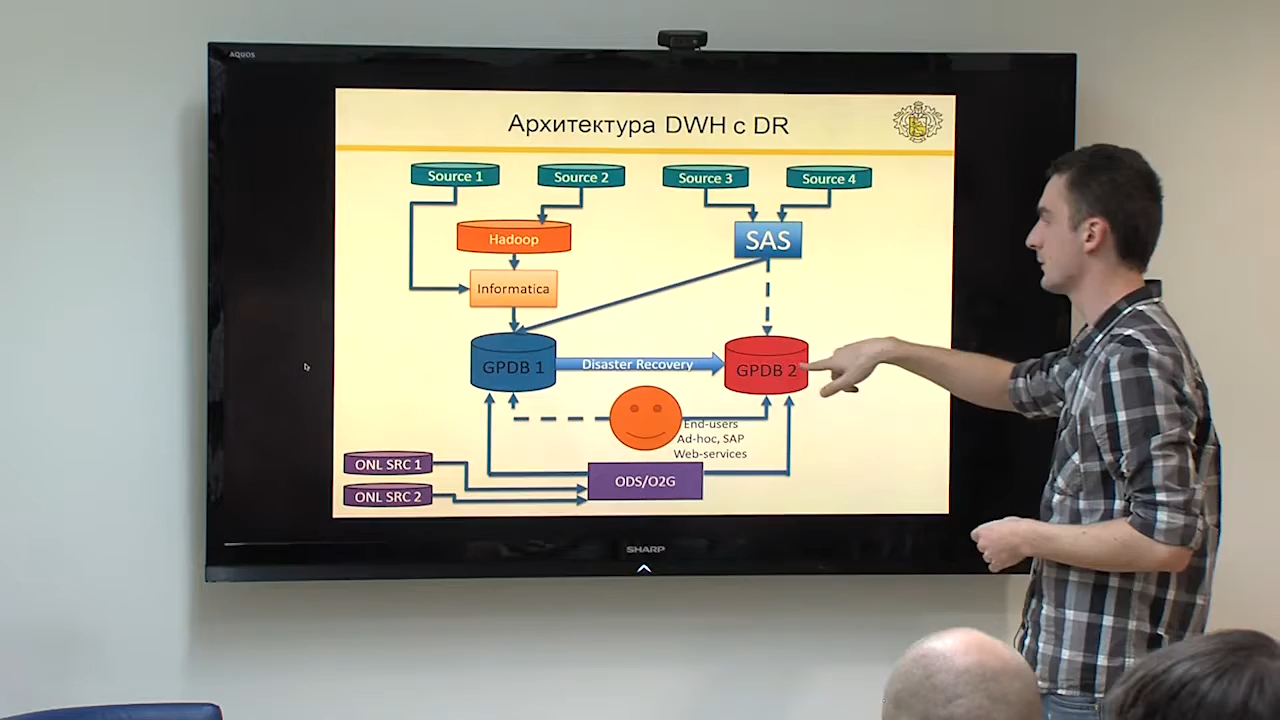 AQUOS
Архитектура DWH с DR
Source 1
Source 2
Source 3
Source 4
Hadoop
SAS
Informatica
GPDB 1
Disaster Recovery
GPDB 2
End-users
Ad-hoc, SAP
Web-services
ONL SRC 1
ODS/O2G
ONL SRC 2
SHARP